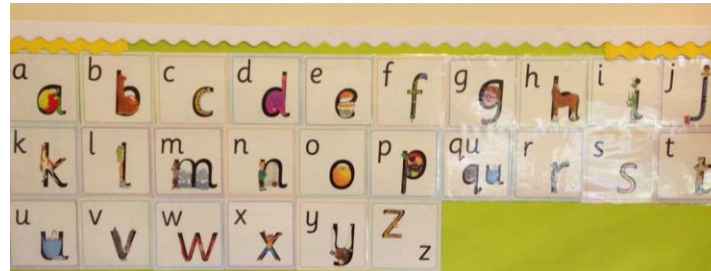 a a b b c c d d e e f f g g h h i i j j
k k l l m m n n o o p p qu qu r r s s t t
u u v v w w x x y y z z